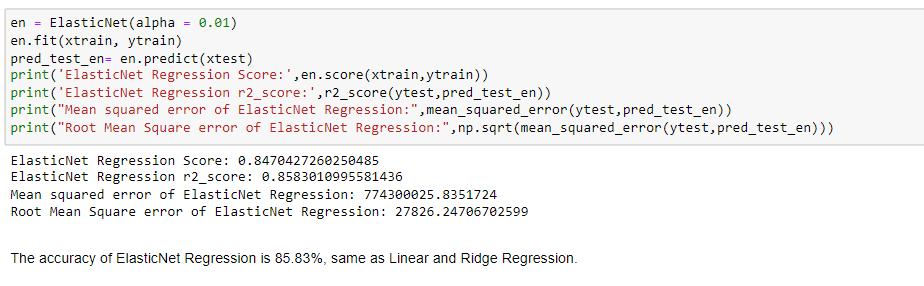 en = ElasticNet(alpha = 0.01)
en.fit(xtrain, ytrain)
pred_test_en= en.predict(xtest)
print('ElasticNet Regression Score:',en.score(xtrain,ytrain))
print('ElasticNet Regression r2_score:',r2_score(ytest,pred_test_en))
print("Mean squared error of ElasticNet Regression:",mean_squared_error(ytest,pred_test_en))
print("Root Mean Square error of ElasticNet Regression:",np.sqrt(mean_squared_error(ytest,pred_test_en)))
ElasticNet Regression Score: 0.8470427260250485
ElasticNet Regression r2_score: 0.8583010995581436
Mean squared error of ElasticNet Regression: 774300025.8351724
Root Mean Square error of ElasticNet Regression: 27826.24706702599
The accuracy of ElasticNet Regression is 85.83%, same as Linear and Ridge Regression.